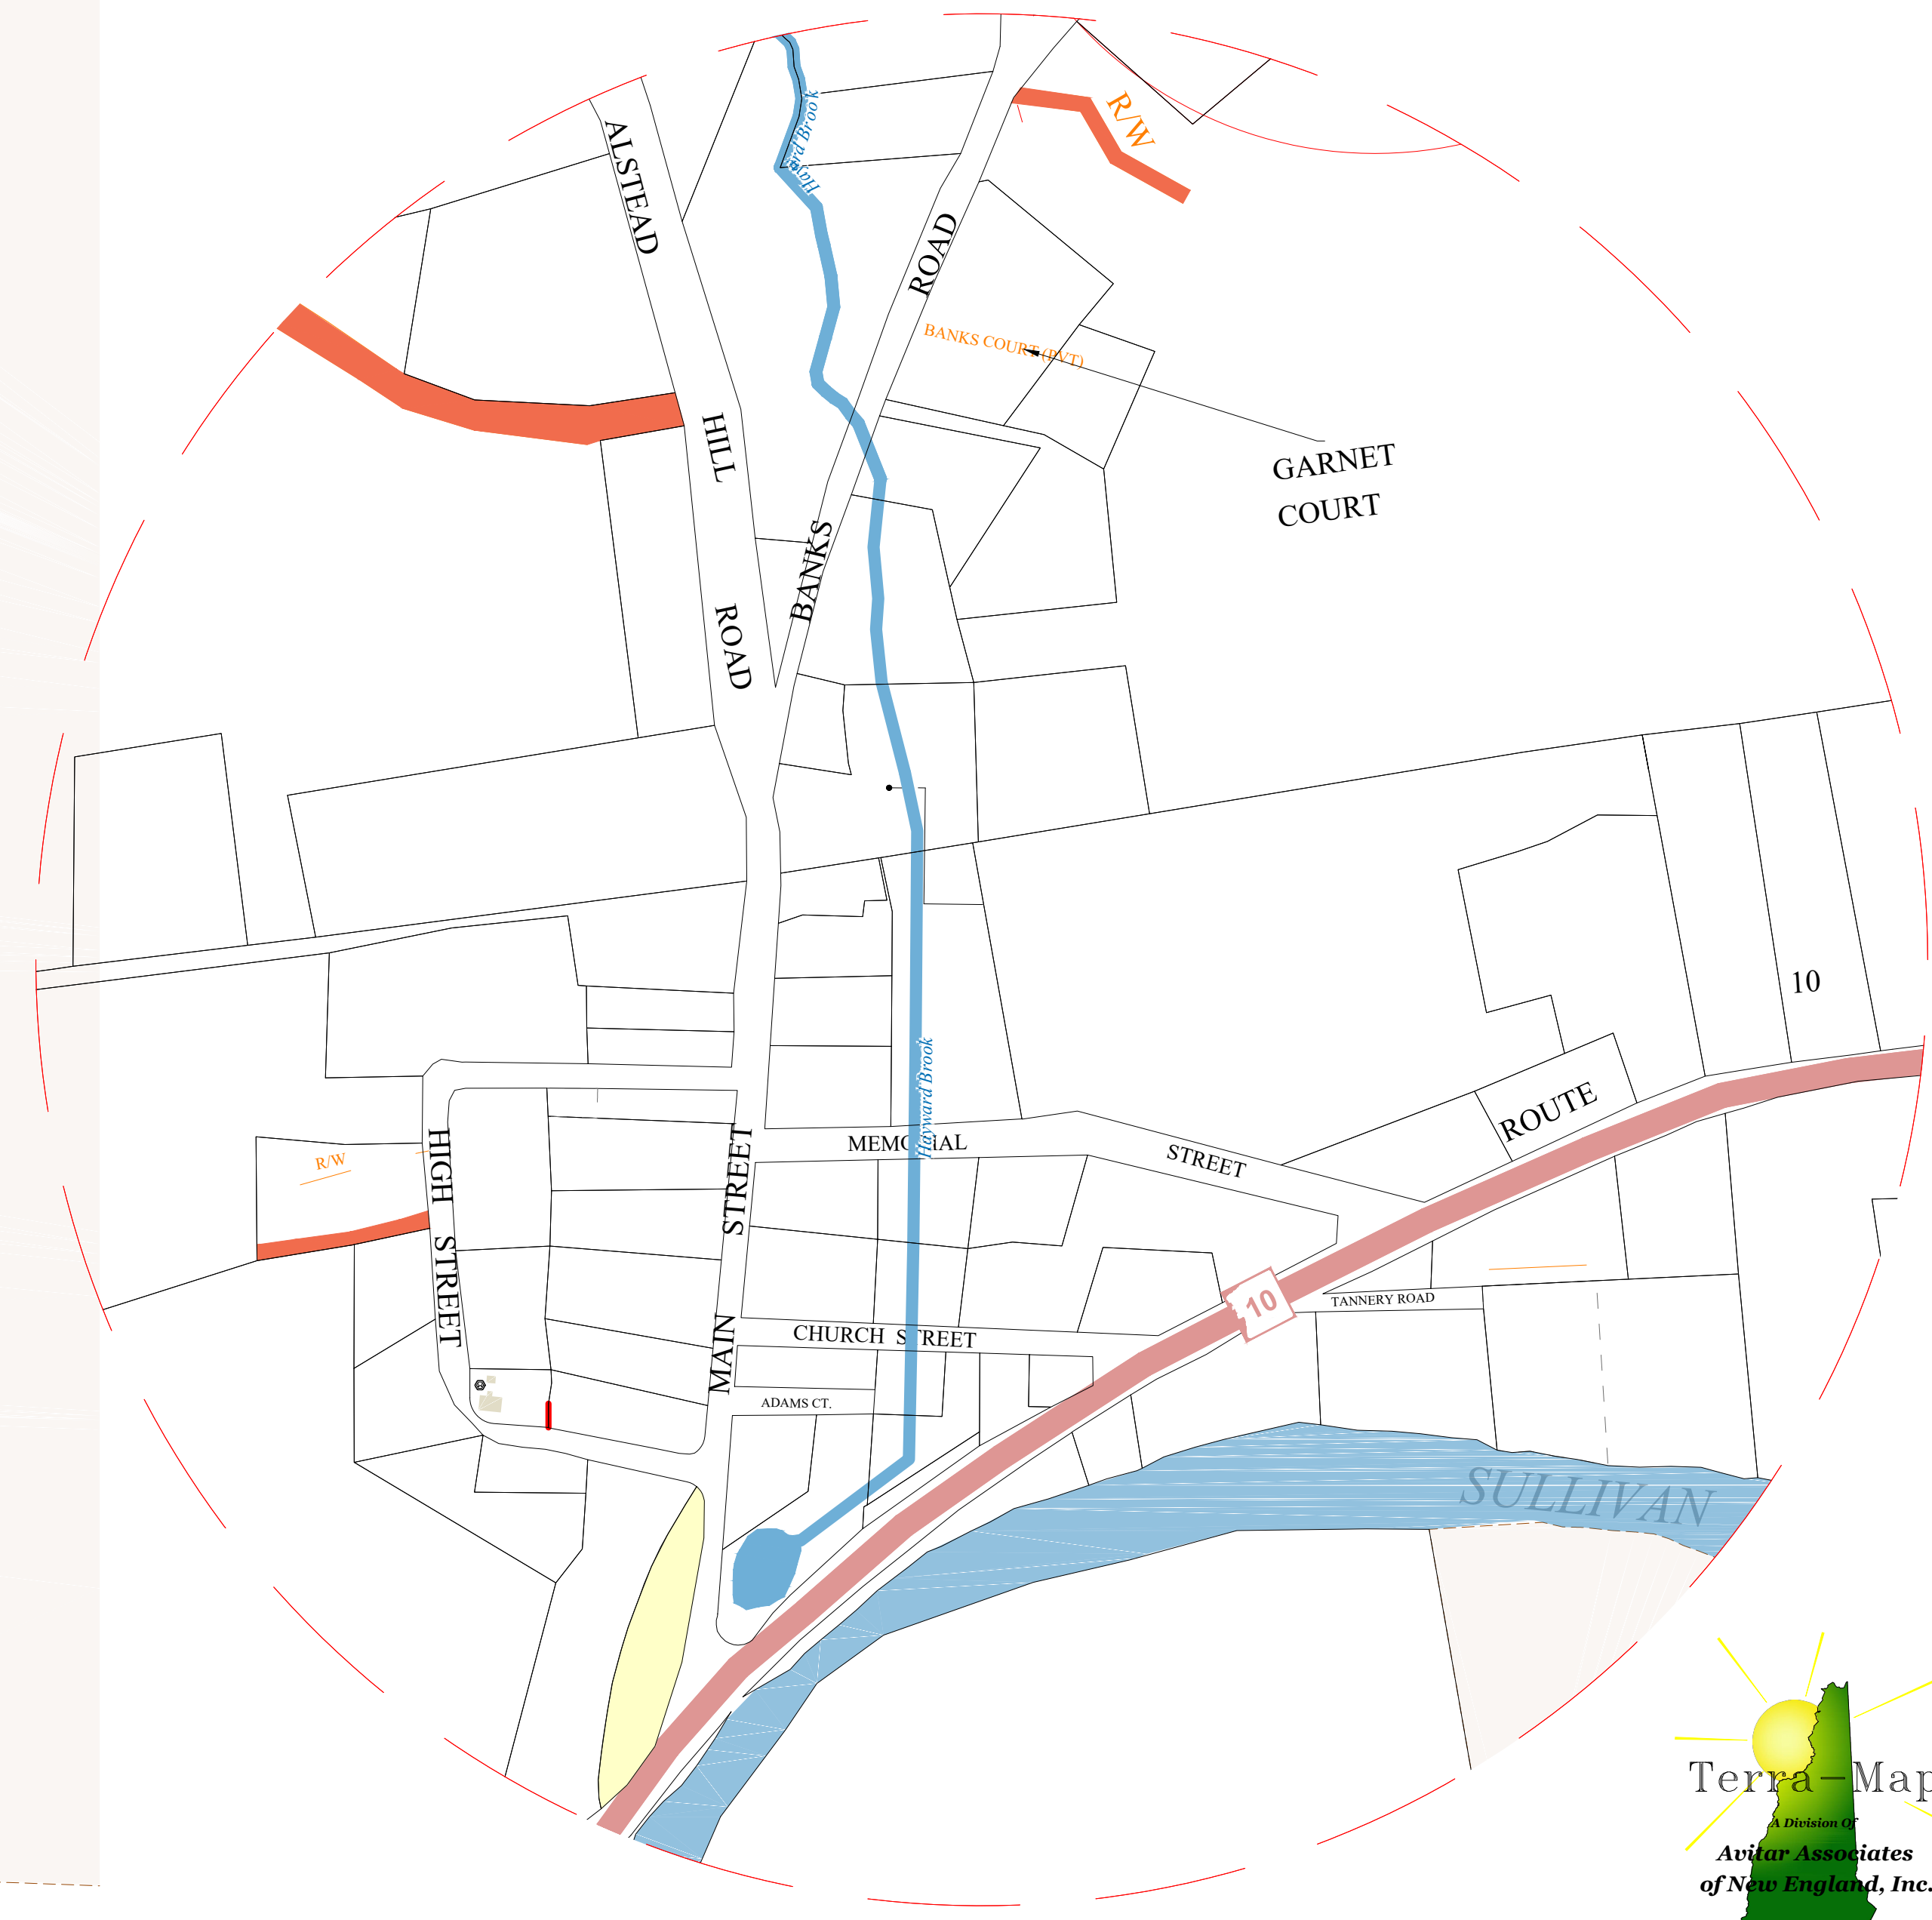 Hayward Brook
R/W
ALSTEAD
HILL
ROAD
BANKS
ROAD
BANKS COURT (PVT)
GARNET
COURT
10
ROUTE
MEMORIAL
STREET
Hayward Brook
R/W
HIGH STREET
MAIN STREET
10
TANNERY ROAD
CHURCH STREET
ADAMS CT.
SULLIVAN
Terra-Map
A Division Of
Avitar Associates
of New England, Inc.